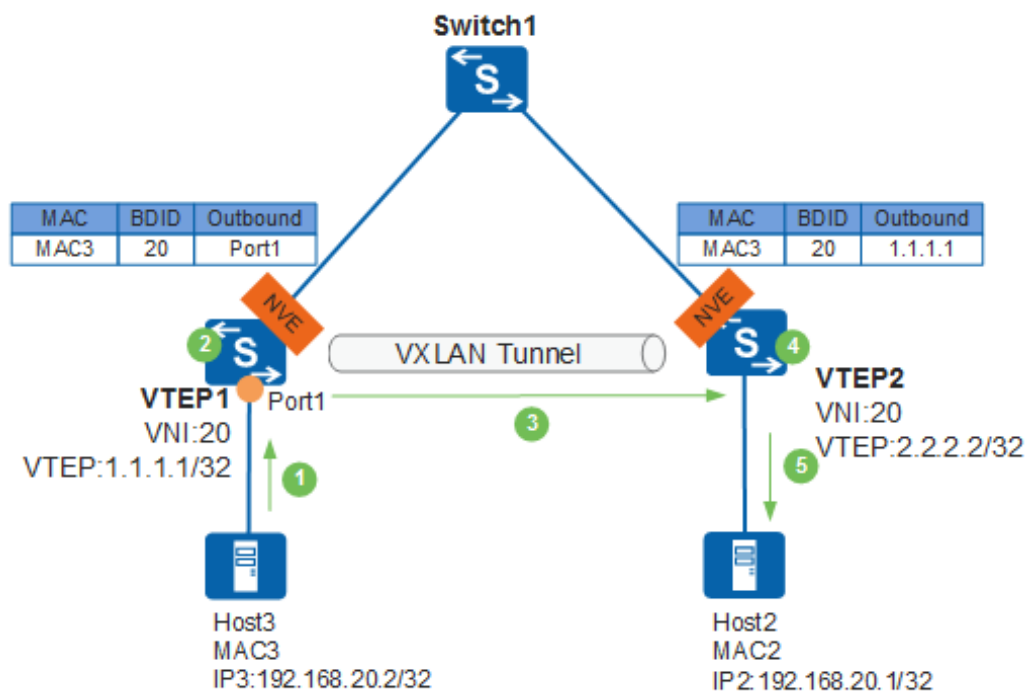 Switch1
S
MAC BDID Outbound
MAC3 20 Port1
MAC BDID Outbound
MAC3 20 1.1.1.1
NVE
NVE
2
S
VXLAN Tunnel
S
4
VTEP1
Port1
VNI:20
VTEP:1.1.1.1/32
3
VTEP2
VNI:20
VTEP:2.2.2.2/32
1
5
Host3
MAC3
IP3:192.168.20.2/32
Host2
MAC2
IP2:192.168.20.1/32